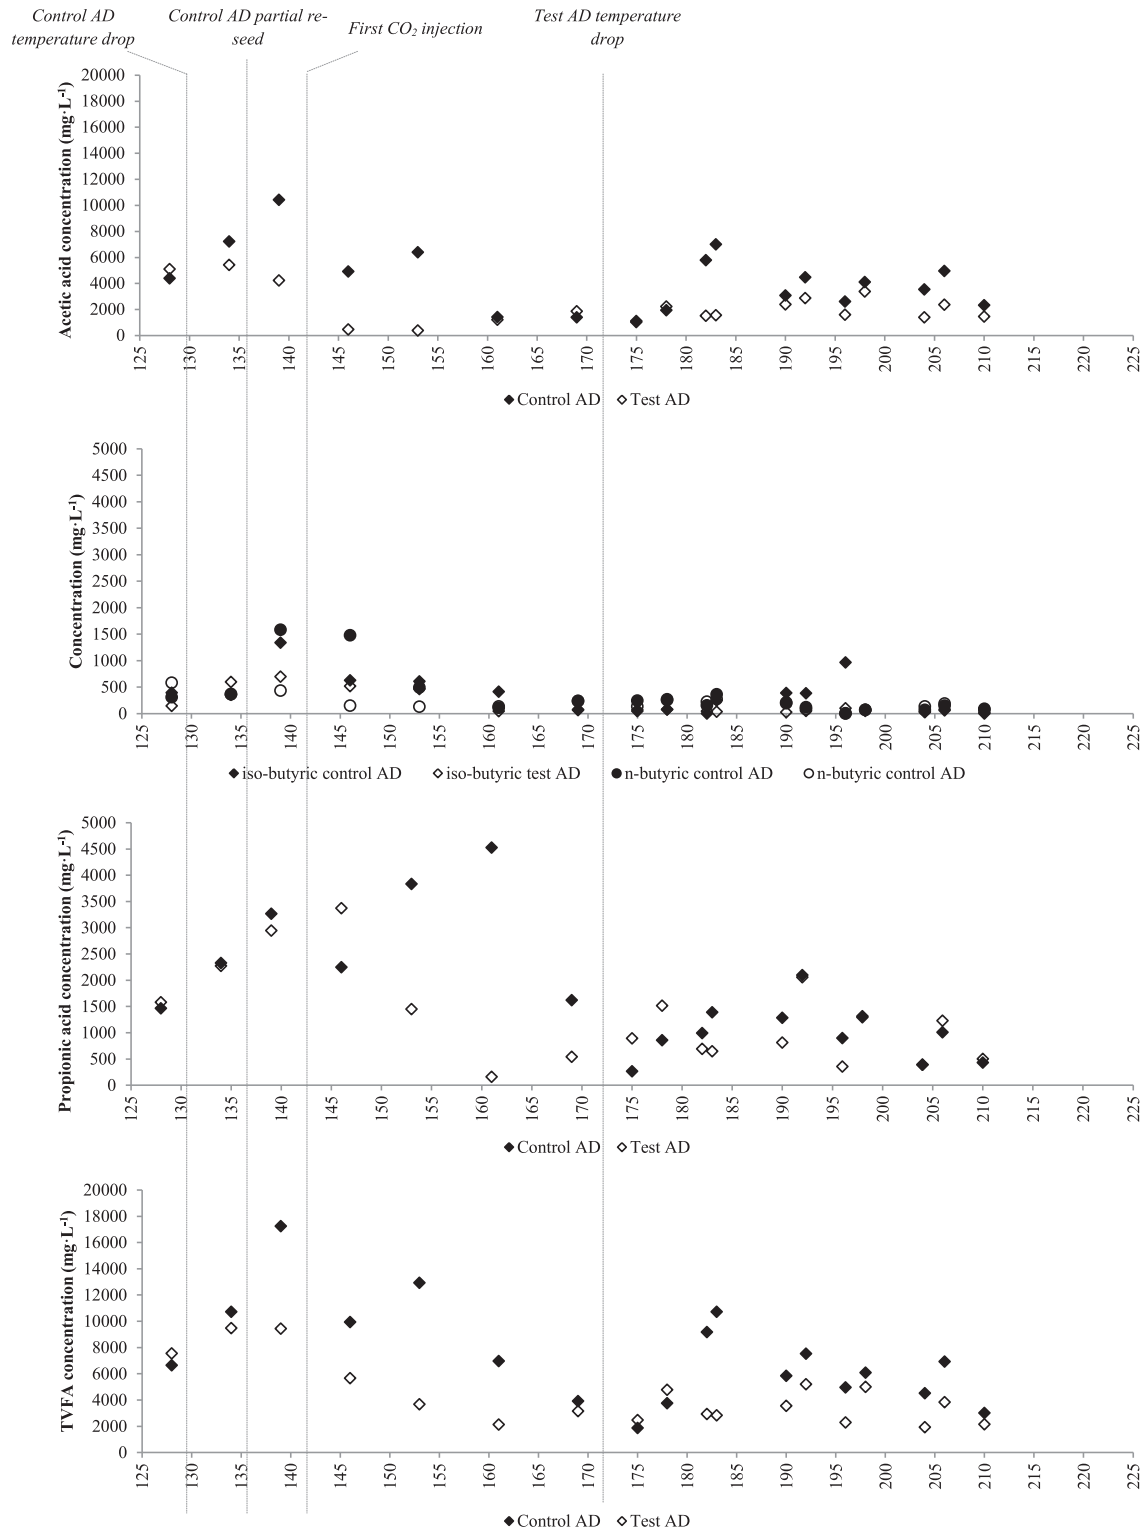 Control AD
temperature drop
Control AD partial re-
seed
First CO₂ injection
Test AD temperature
drop
Acetic acid concentration (mg·L⁻¹)
20000
18000
16000
14000
12000
10000
8000
6000
4000
2000
0
125 130 135 140 145 150 155 160 165 170 175 180 185 190 195 200 205 210 215 220 225
Control AD Test AD
Concentration (mg·L⁻¹)
5000
4500
4000
3500
3000
2500
2000
1500
1000
500
0
125 130 135 140 145 150 155 160 165 170 175 180 185 190 195 200 205 210 215 220 225
iso-butyric control AD iso-butyric test AD n-butyric control AD n-butyric control AD
Propionic acid concentration (mg·L⁻¹)
5000
4500
4000
3500
3000
2500
2000
1500
1000
500
0
125 130 135 140 145 150 155 160 165 170 175 180 185 190 195 200 205 210 215 220 225
Control AD Test AD
TVFA concentration (mg·L⁻¹)
20000
18000
16000
14000
12000
10000
8000
6000
4000
2000
0
125 130 135 140 145 150 155 160 165 170 175 180 185 190 195 200 205 210 215 220 225
Control AD Test AD